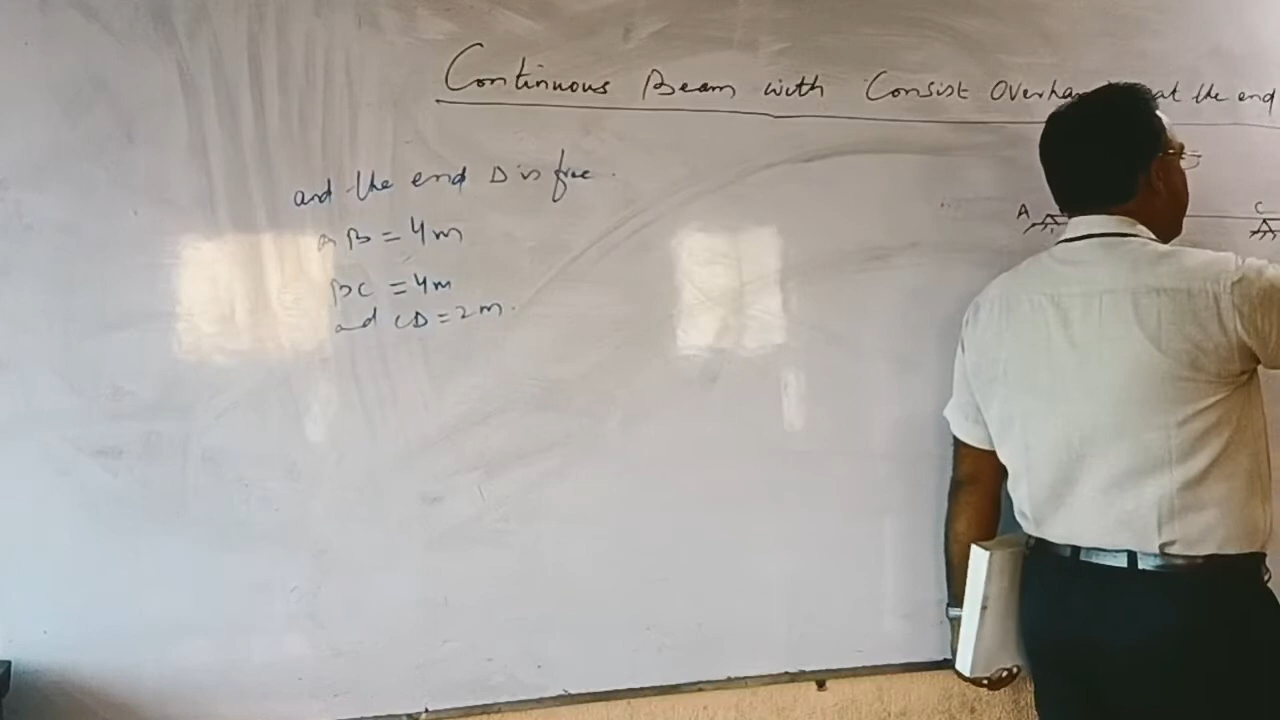 Continuous Beam with Consist Overha at the end
and the end D is free.
AB = 4m
BC = 4m
and CD = 2m.
A
C